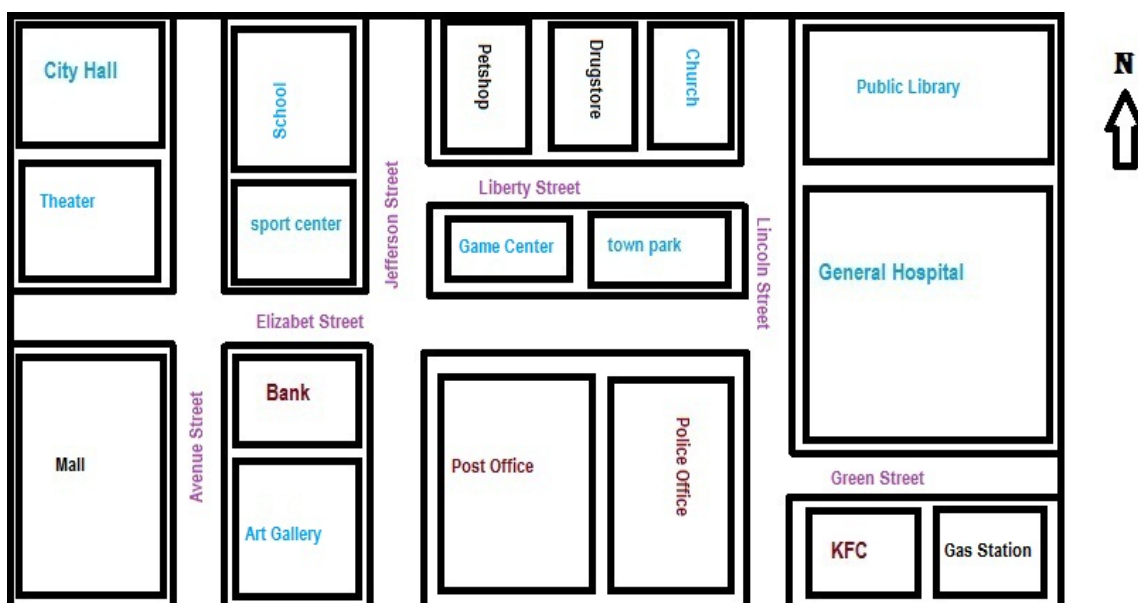 City Hall
School
Petshop
Drugstore
Church
Public Library
N
Theater
sport center
Jefferson Street
Liberty Street
Game Center
town park
Lincoln Street
General Hospital
Elizabet Street
Bank
Mall
Avenue Street
Art Gallery
Post Office
Police Office
Green Street
KFC
Gas Station